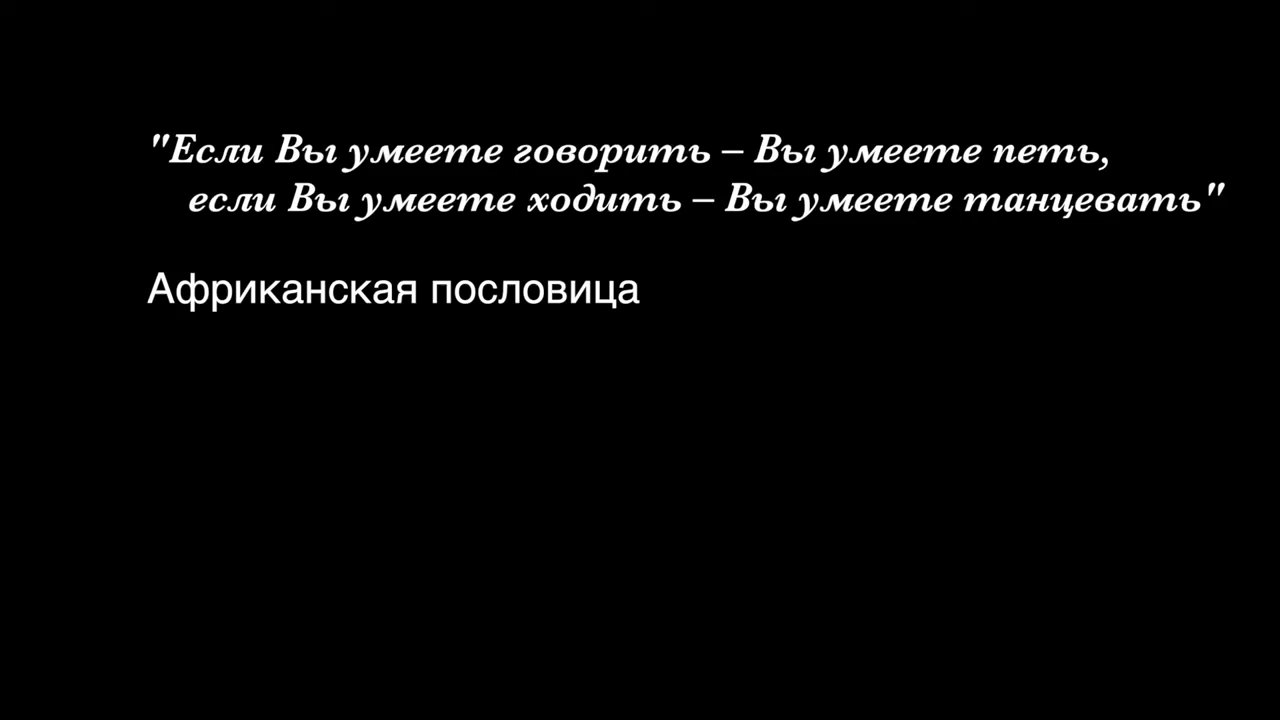 "Если Вы умеете говорить – Вы умеете петь,
если Вы умеете ходить – Вы умеете танцевать"
Африканская пословица